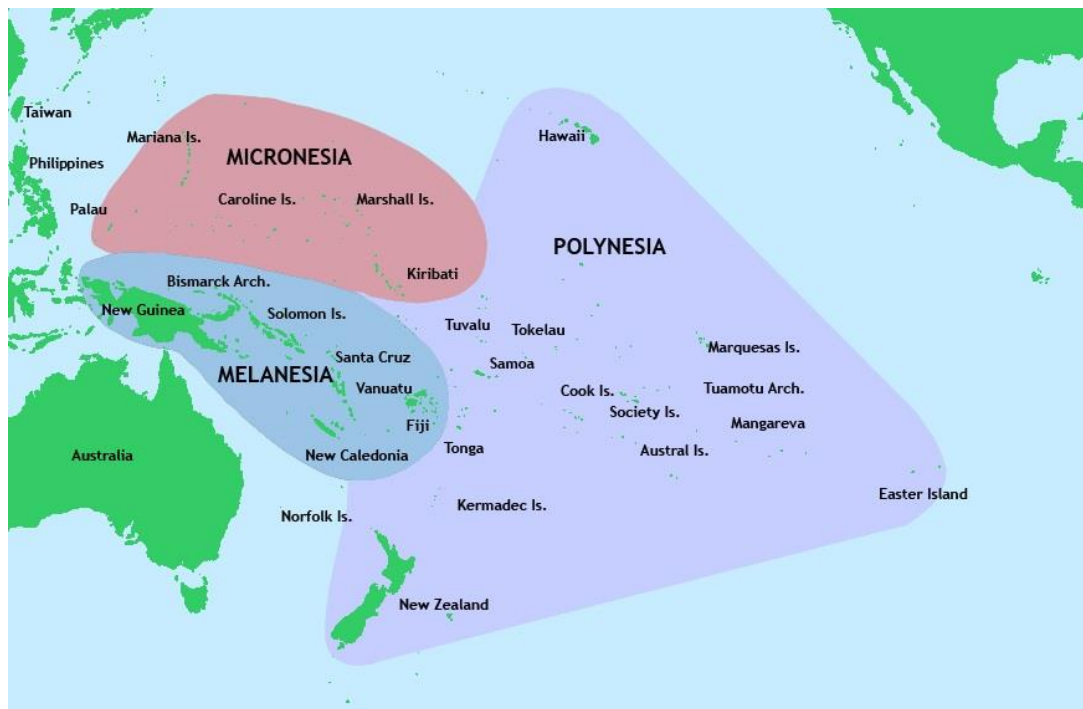 Taiwan
Hawaii
Mariana Is.
MICRONESIA
Philippines
Caroline Is.
Marshall Is.
Palau
POLYNESIA
Kiribati
Bismarck Arch.
New Guinea
Solomon Is.
Tuvalu
Tokelau
Santa Cruz
Marquesas Is.
Samoa
MELANESIA
Vanuatu
Cook Is.
Tuamotu Arch.
Society Is.
Fiji
Mangareva
Tonga
Austral Is.
Australia
New Caledonia
Easter Island
Kermadec Is.
Norfolk Is.
New Zealand